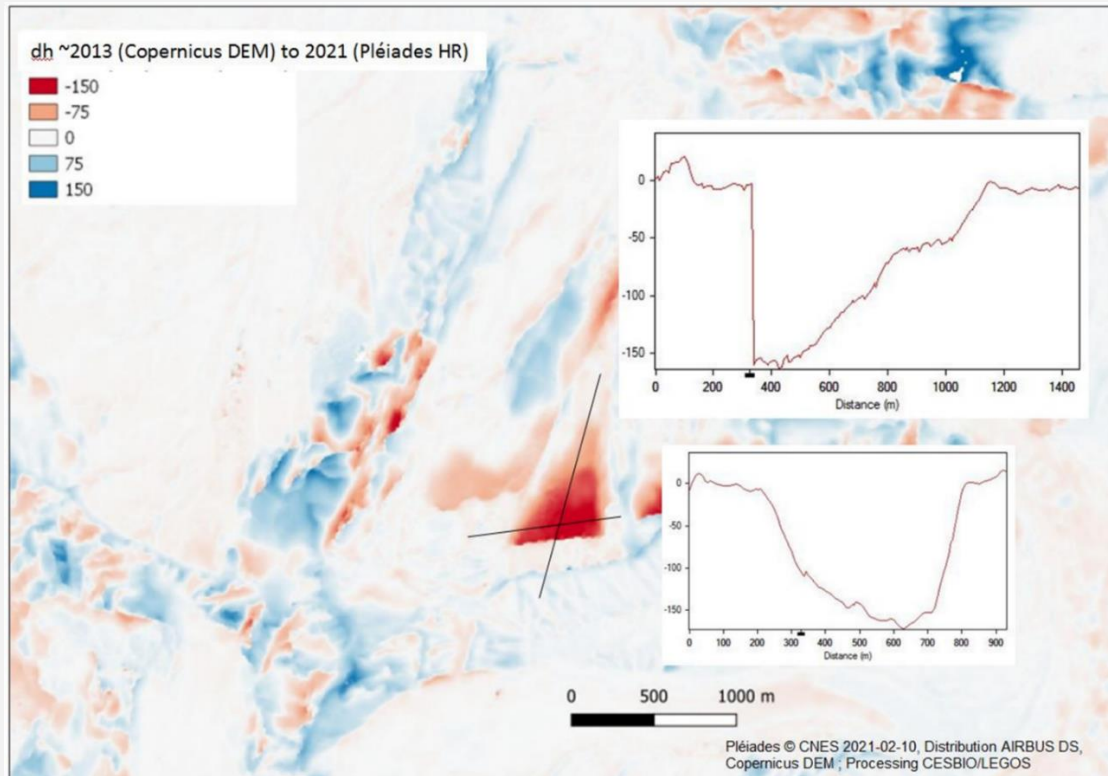 dh ~2013 (Copernicus DEM) to 2021 (Pléiades HR)
-150
-75
0
75
150
0
-50
-100
-150
0 200 400 600 800 1000 1200 1400
Distance (m)
0
-50
-100
-150
0 100 200 300 400 500 600 700 800 900
Distance (m)
0 500 1000 m
Pléiades © CNES 2021-02-10, Distribution AIRBUS DS,
Copernicus DEM ; Processing CESBIO/LEGOS